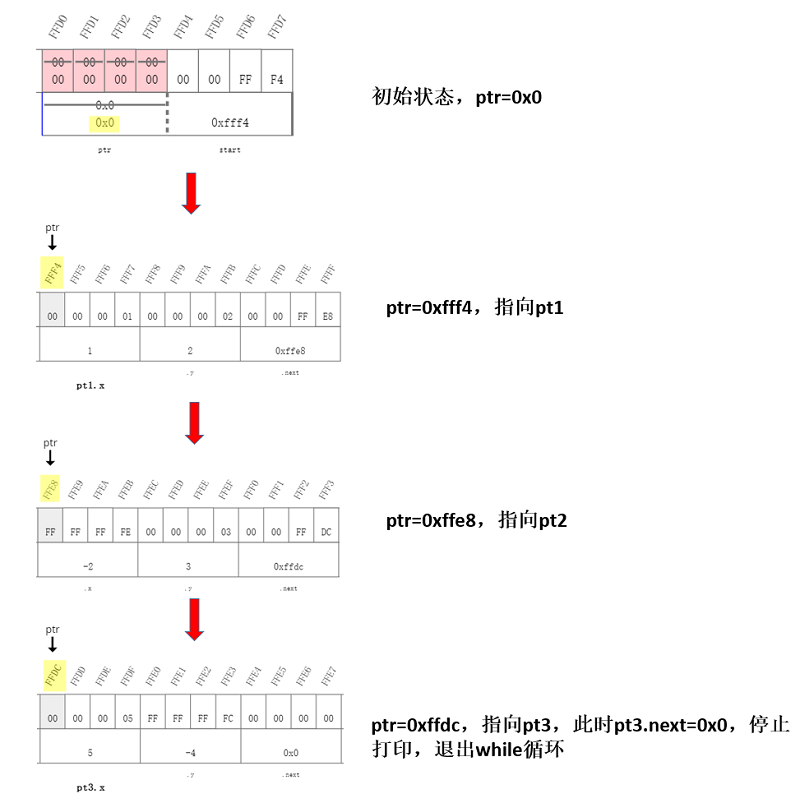 FFD0 FFD1 FFD2 FFD3 FFD4 FFD5 FFD6 FFD7
00 00 00 00
00 00 00 00 00 00 FF F4
0x0
0x0 0xfff4
ptr start
初始状态，ptr=0x0
ptr
FFF4 FFF5 FFF6 FFF7 FFF8 FFF9 FFFA FFFB FFFC FFFD FFFE FFFF
00 00 00 01 00 00 00 02 00 00 FF E8
1 2 0xffe8
pt1.x .y .next
ptr=0xfff4，指向pt1
ptr
FFE8 FFE9 FFEA FFEB FFEC FFED FFEE FFEF FFF0 FFF1 FFF2 FFF3
FF FF FF FE 00 00 00 03 00 00 FF DC
-2 3 0xffdc
.x .y .next
ptr=0xffe8，指向pt2
ptr
FFDC FFDD FFDE FFDF FFE0 FFE1 FFE2 FFE3 FFE4 FFE5 FFE6 FFE7
00 00 00 05 FF FF FF FC 00 00 00 00
5 -4 0x0
pt3.x .y .next
ptr=0xffdc，指向pt3，此时pt3.next=0x0，停止
打印，退出while循环